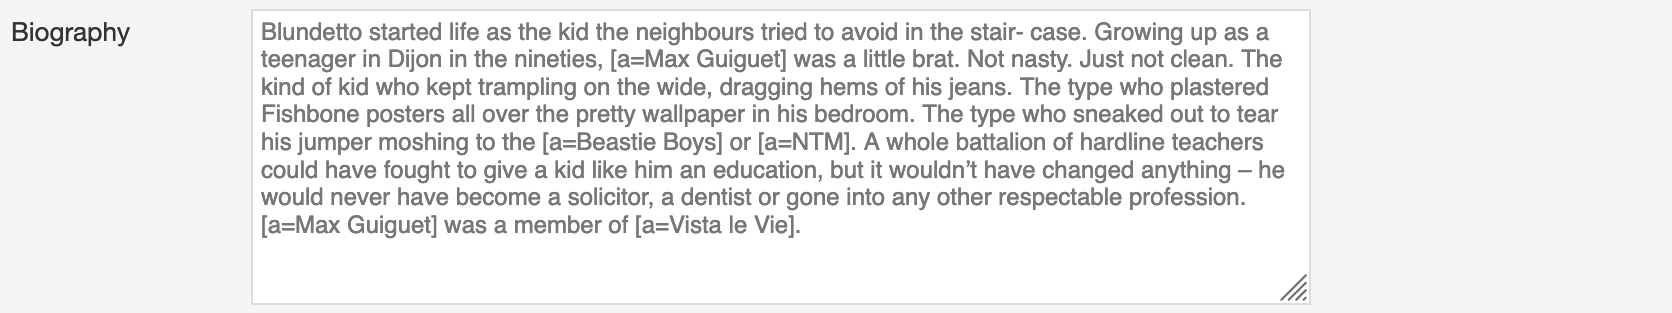 Biography
Blundetto started life as the kid the neighbours tried to avoid in the stair- case. Growing up as a
teenager in Dijon in the nineties, [a=Max Guiguet] was a little brat. Not nasty. Just not clean. The
kind of kid who kept trampling on the wide, dragging hems of his jeans. The type who plastered
Fishbone posters all over the pretty wallpaper in his bedroom. The type who sneaked out to tear
his jumper moshing to the [a=Beastie Boys] or [a=NTM]. A whole battalion of hardline teachers
could have fought to give a kid like him an education, but it wouldn’t have changed anything – he
would never have become a solicitor, a dentist or gone into any other respectable profession.
[a=Max Guiguet] was a member of [a=Vista le Vie].